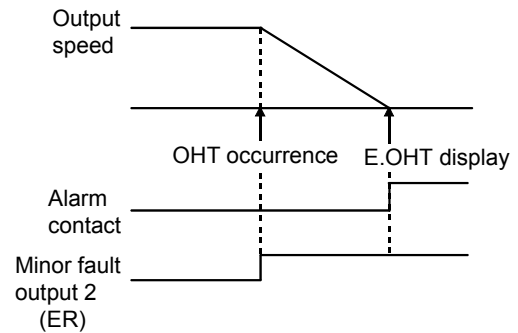 Output
speed
OHT occurrence
E.OHT display
Alarm
contact
Minor fault
output 2
(ER)